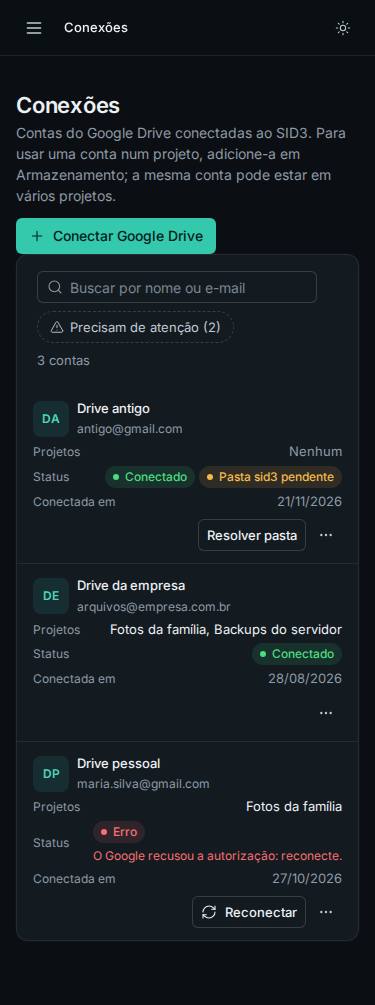 Conexões
Conexões
Contas do Google Drive conectadas ao SID3. Para
usar uma conta num projeto, adicione-a em
Armazenamento; a mesma conta pode estar em
vários projetos.
+ Conectar Google Drive
Buscar por nome ou e-mail
Precisam de atenção (2)
3 contas
DA
Drive antigo
antigo@gmail.com
Projetos Nenhum
Status Conectado Pasta sid3 pendente
Conectada em 21/11/2026
Resolver pasta ...
DE
Drive da empresa
arquivos@empresa.com.br
Projetos Fotos da família, Backups do servidor
Status Conectado
Conectada em 28/08/2026
...
DP
Drive pessoal
maria.silva@gmail.com
Projetos Fotos da família
Status Erro
O Google recusou a autorização: reconecte.
Conectada em 27/10/2026
Reconectar ...